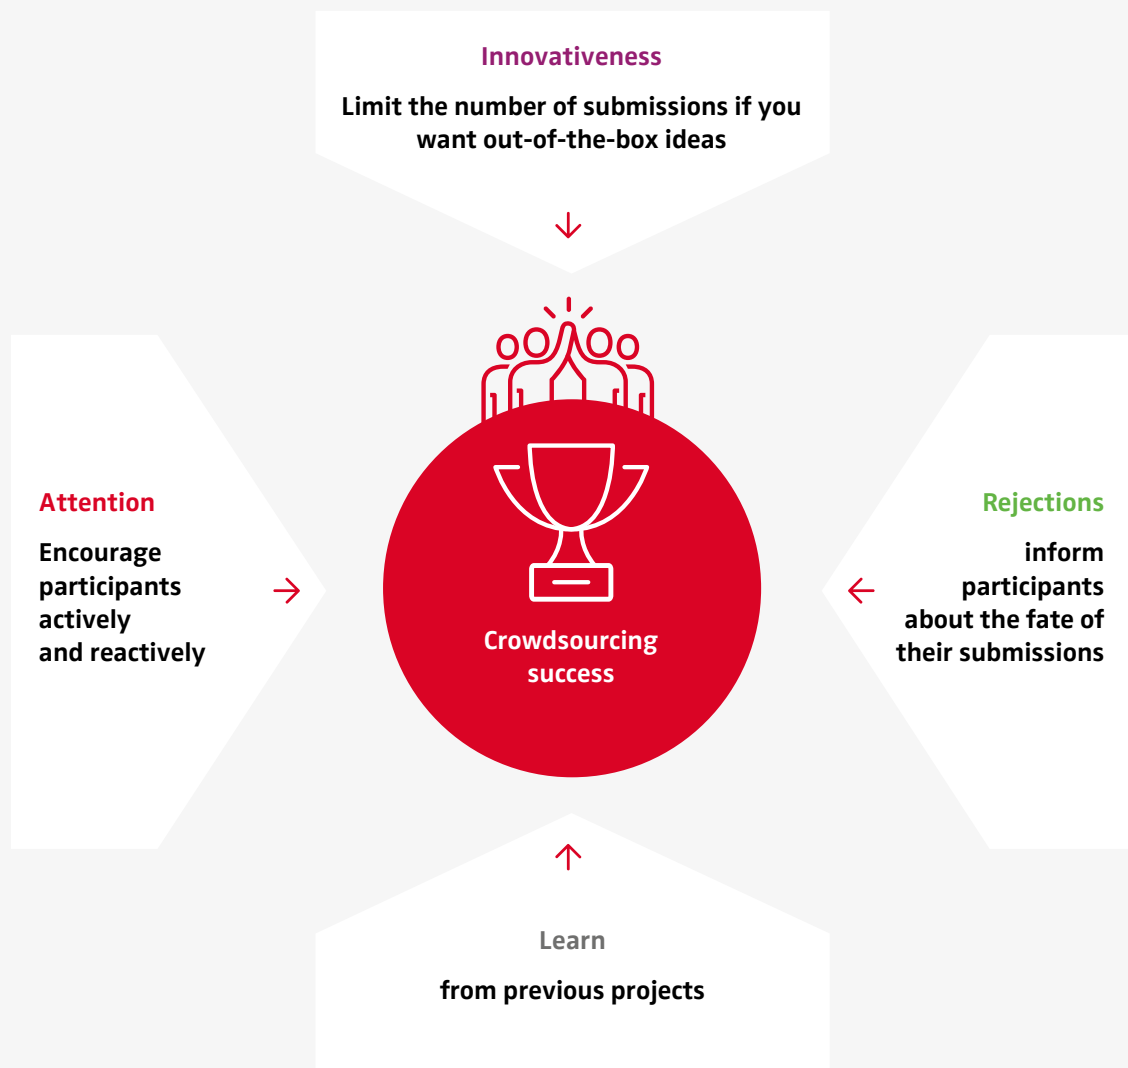 Innovativeness
Limit the number of submissions if you
want out-of-the-box ideas
Attention
Encourage
participants
actively
and reactively
Crowdsourcing
success
Rejections
inform
participants
about the fate of
their submissions
Learn
from previous projects